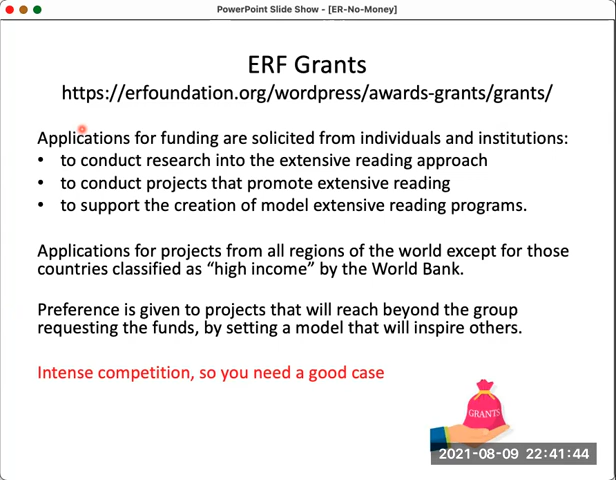 PowerPoint Slide Show - [ER-No-Money]
ERF Grants
https://erfoundation.org/wordpress/awards-grants/grants/
Applications for funding are solicited from individuals and institutions:
• to conduct research into the extensive reading approach
• to conduct projects that promote extensive reading
• to support the creation of model extensive reading programs.
Applications for projects from all regions of the world except for those
countries classified as “high income” by the World Bank.
Preference is given to projects that will reach beyond the group
requesting the funds, by setting a model that will inspire others.
Intense competition, so you need a good case
GRANTS
2021-08-09 22:41:44